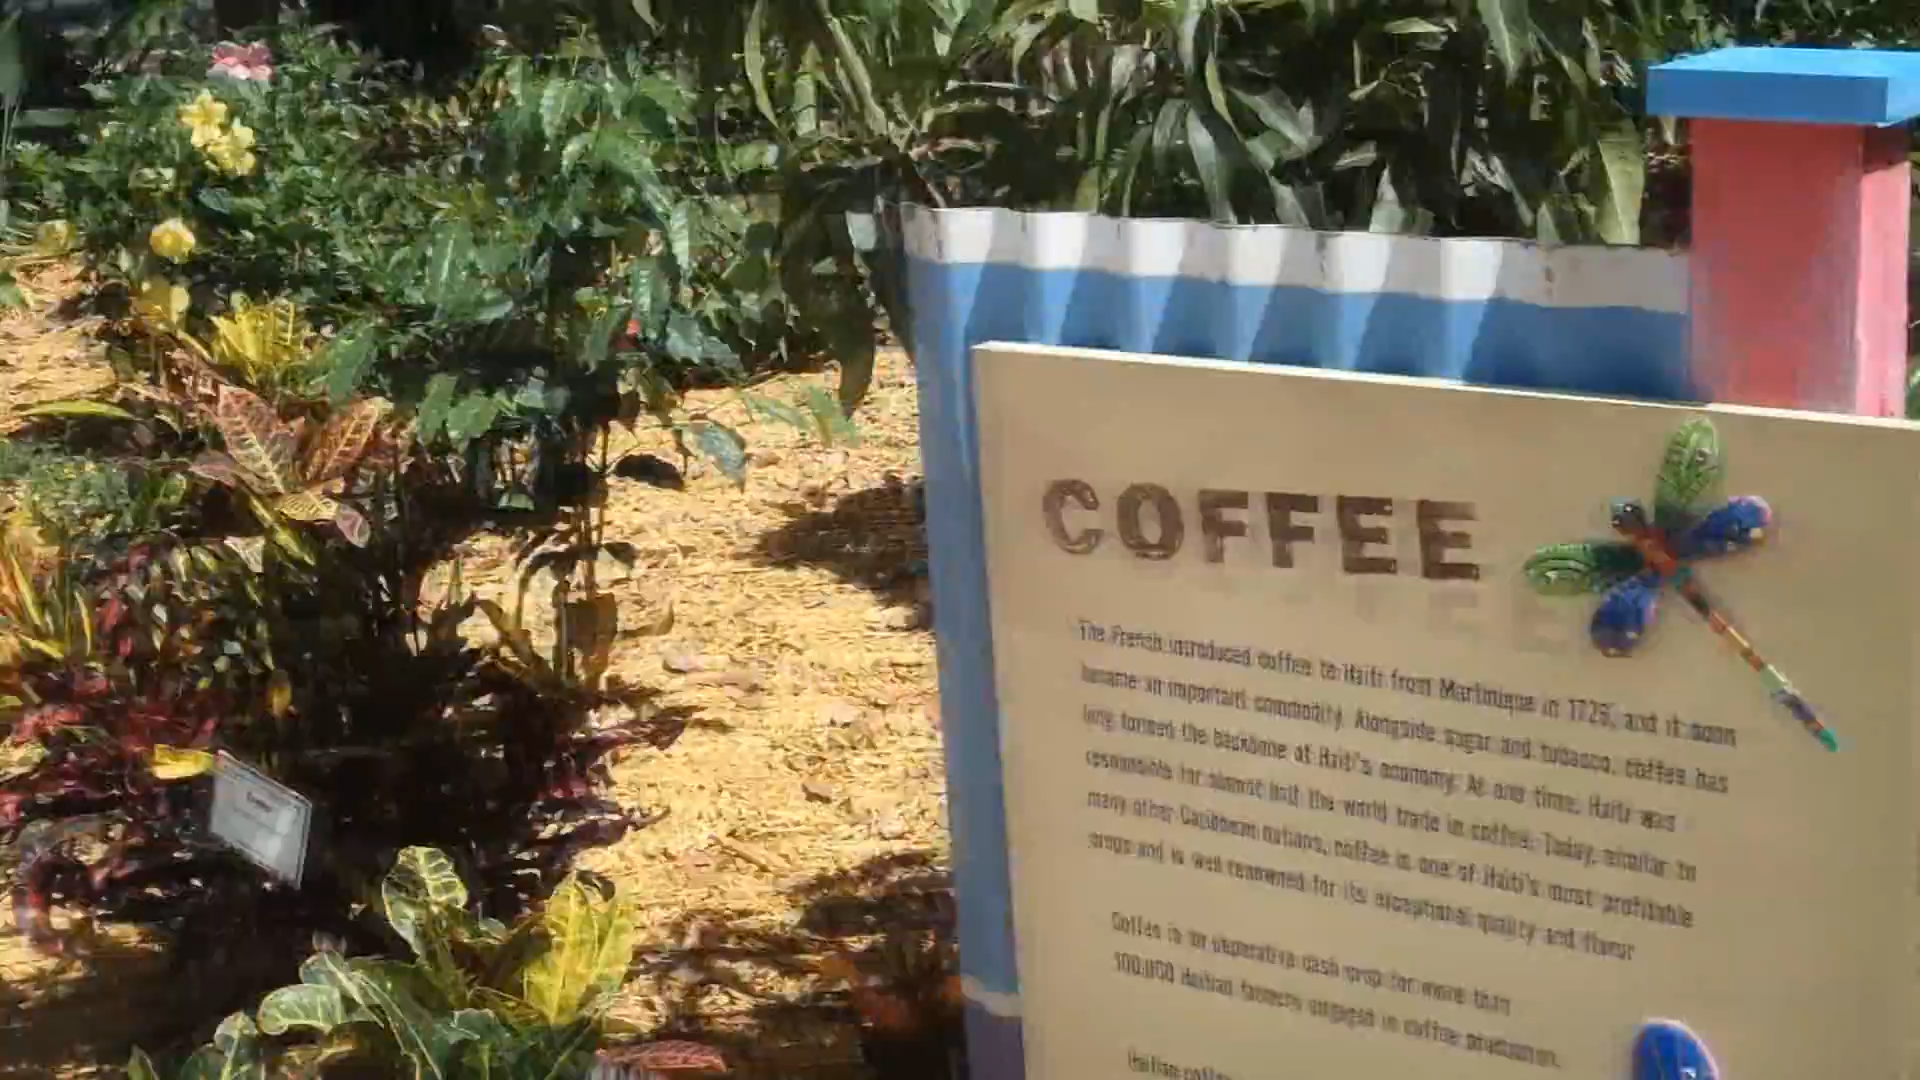 COFFEE
The French introduced coffee to Haiti from Martinique in 1726, and it soon
became an important commodity. Alongside sugar and tobacco, coffee has
long formed the backbone of Haiti's economy. At one time, Haiti was
responsible for almost half the world trade in coffee. Today, similar to
many other Caribbean nations, coffee is one of Haiti's most profitable
crops and is well renowned for its exceptional quality and flavor
Coffee is an cash crop for more than
100,000 Haitian farmers engaged in coffee production.
Haitian coffee